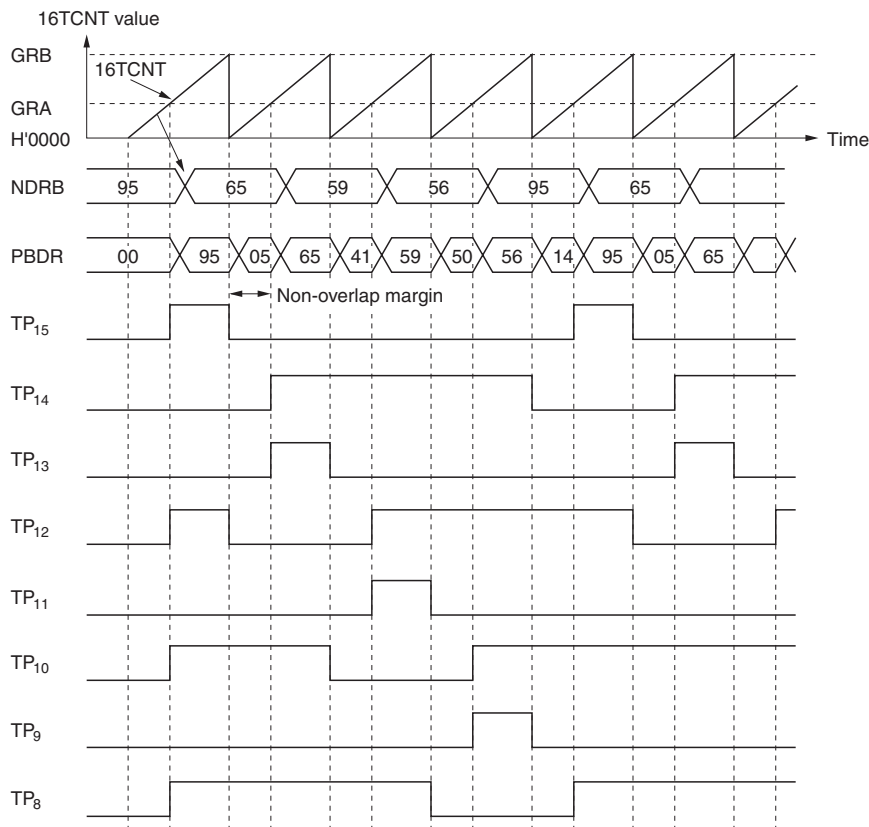 16TCNT value
GRB
16TCNT
GRA
H'0000
Time
NDRB 95 65 59 56 95 65
PBDR 00 95 05 65 41 59 50 56 14 95 05 65
Non-overlap margin
TP15
TP14
TP13
TP12
TP11
TP10
TP9
TP8